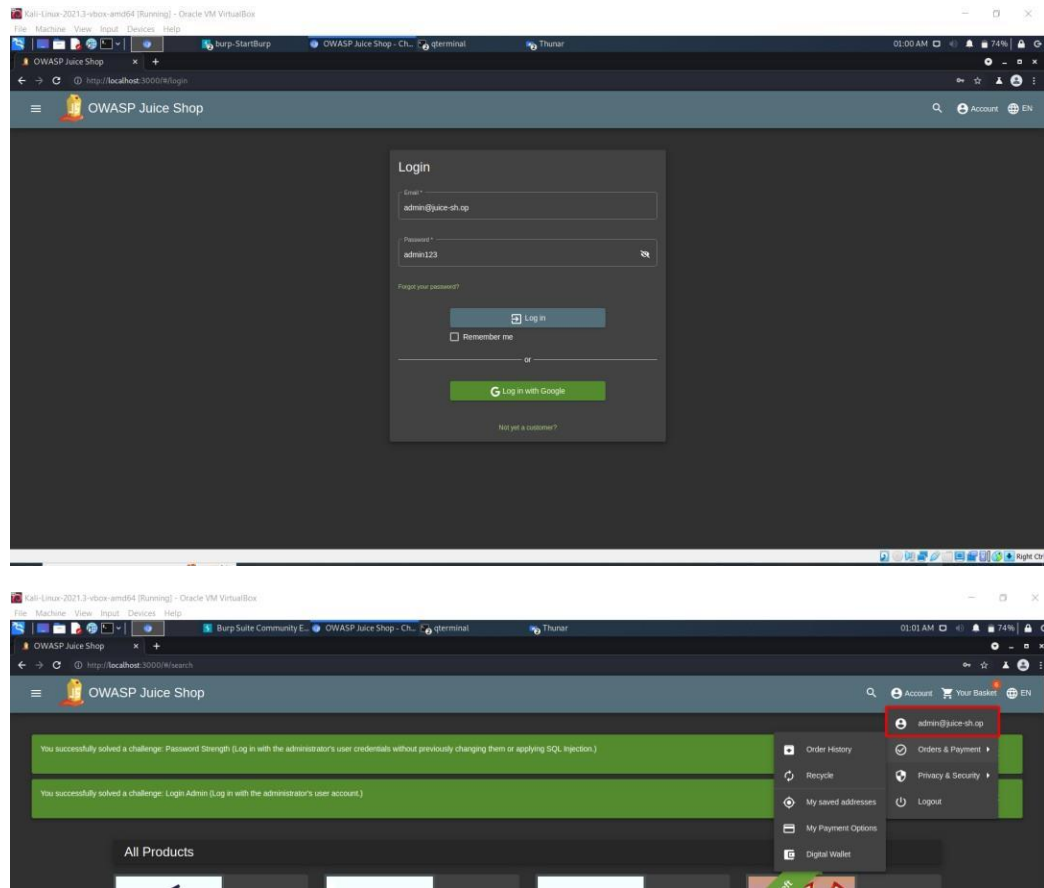 Kali-Linux-2021.3-vbox-amd64 [Running] - Oracle VM VirtualBox
File Machine View Input Devices Help
burp-StartBurp OWASP Juice Shop - Ch... qterminal Thunar 01:00 AM 74%
OWASP Juice Shop
http://localhost:3000/#/login
OWASP Juice Shop Account EN
Login
Email *
admin@juice-sh.op
Password *
admin123
Forgot your password?
Log in
Remember me
or
G Log in with Google
Not yet a customer?
Right Ctrl
Kali-Linux-2021.3-vbox-amd64 [Running] - Oracle VM VirtualBox
File Machine View Input Devices Help
Burp Suite Community E... OWASP Juice Shop - Ch... qterminal Thunar 01:01 AM 74%
OWASP Juice Shop
http://localhost:3000/#/search
OWASP Juice Shop Account Your Basket EN
admin@juice-sh.op
You successfully solved a challenge: Password Strength (Log in with the administrator's user credentials without previously changing them or applying SQL Injection.)
Order History Orders & Payment
Recycle Privacy & Security
You successfully solved a challenge: Login Admin (Log in with the administrator's user account.)
My saved addresses Logout
My Payment Options
All Products
Digital Wallet